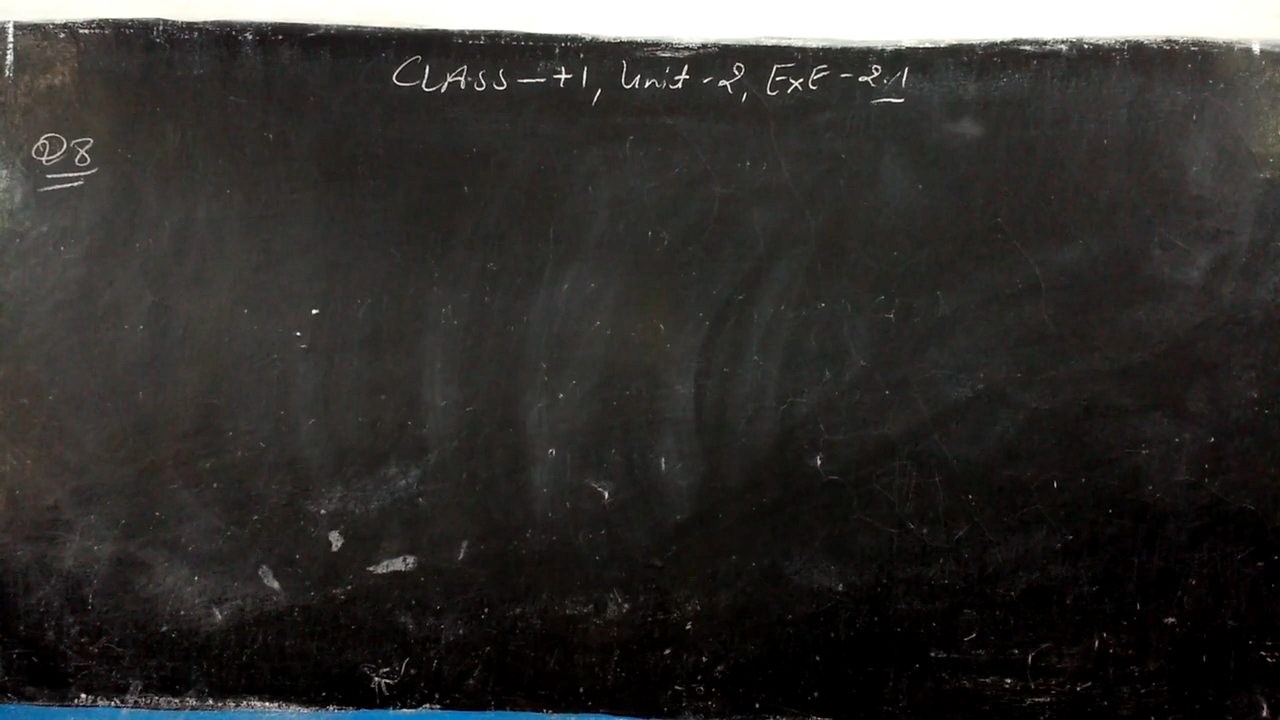 CLASS-+1, Unit-2, ExE-2.1
Q8